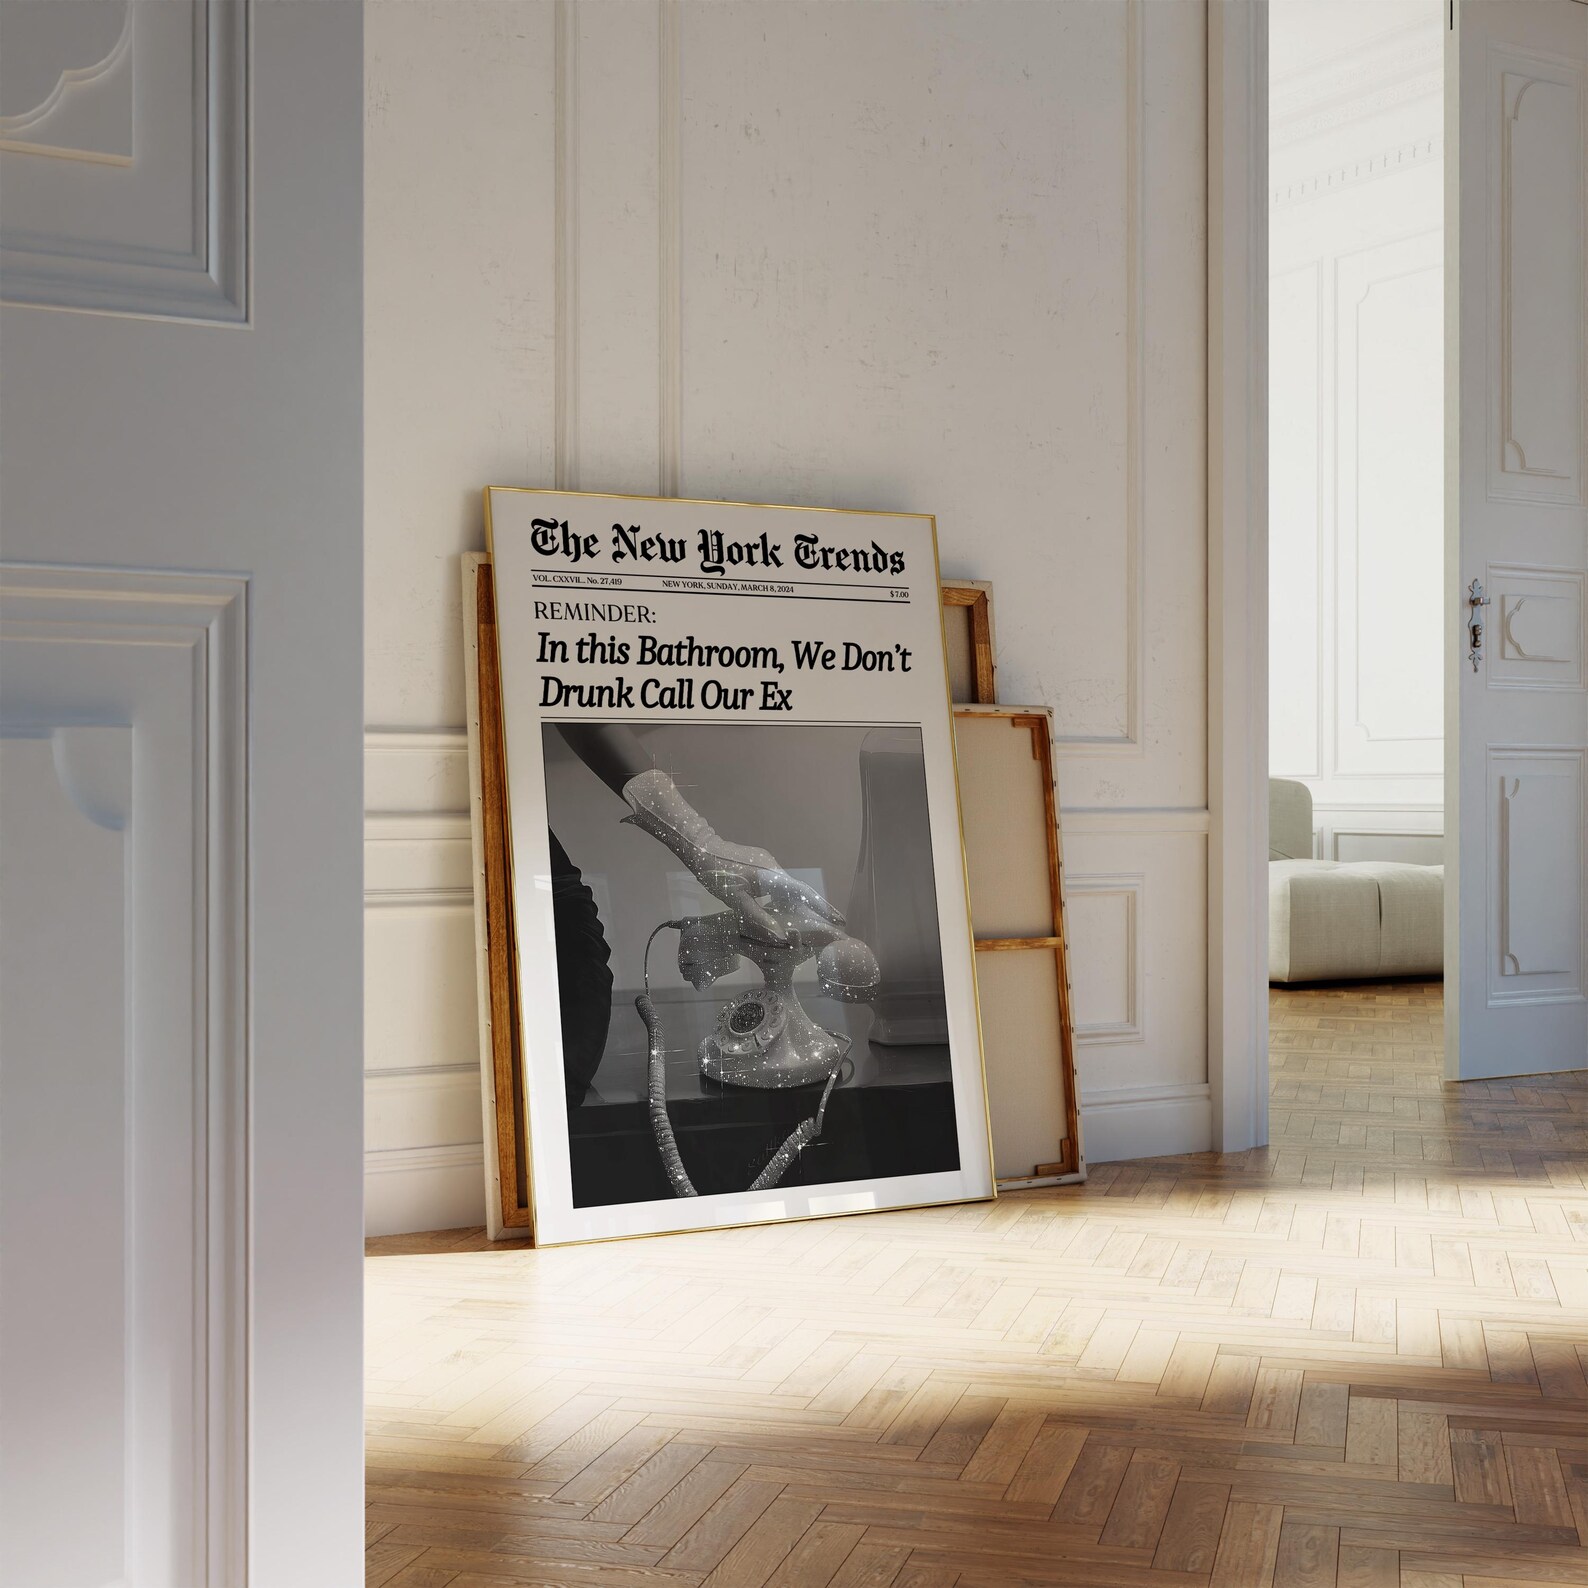 The New York Trends
VOL. CXXVII... No. 27,419 NEW YORK, SUNDAY, MARCH 8, 2024 $7.00
REMINDER:
In this Bathroom, We Don't
Drunk Call Our Ex